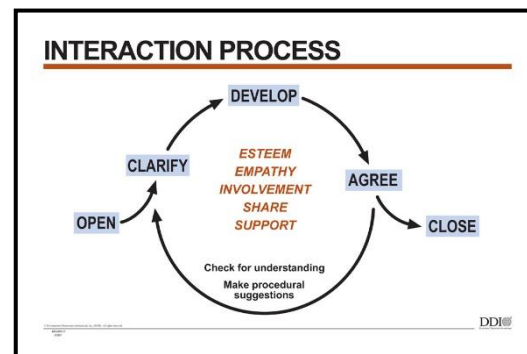 INTERACTION PROCESS
DEVELOP
CLARIFY
ESTEEM
EMPATHY
INVOLVEMENT
SHARE
SUPPORT
AGREE
OPEN
CLOSE
Check for understanding
Make procedural
suggestions
DDI